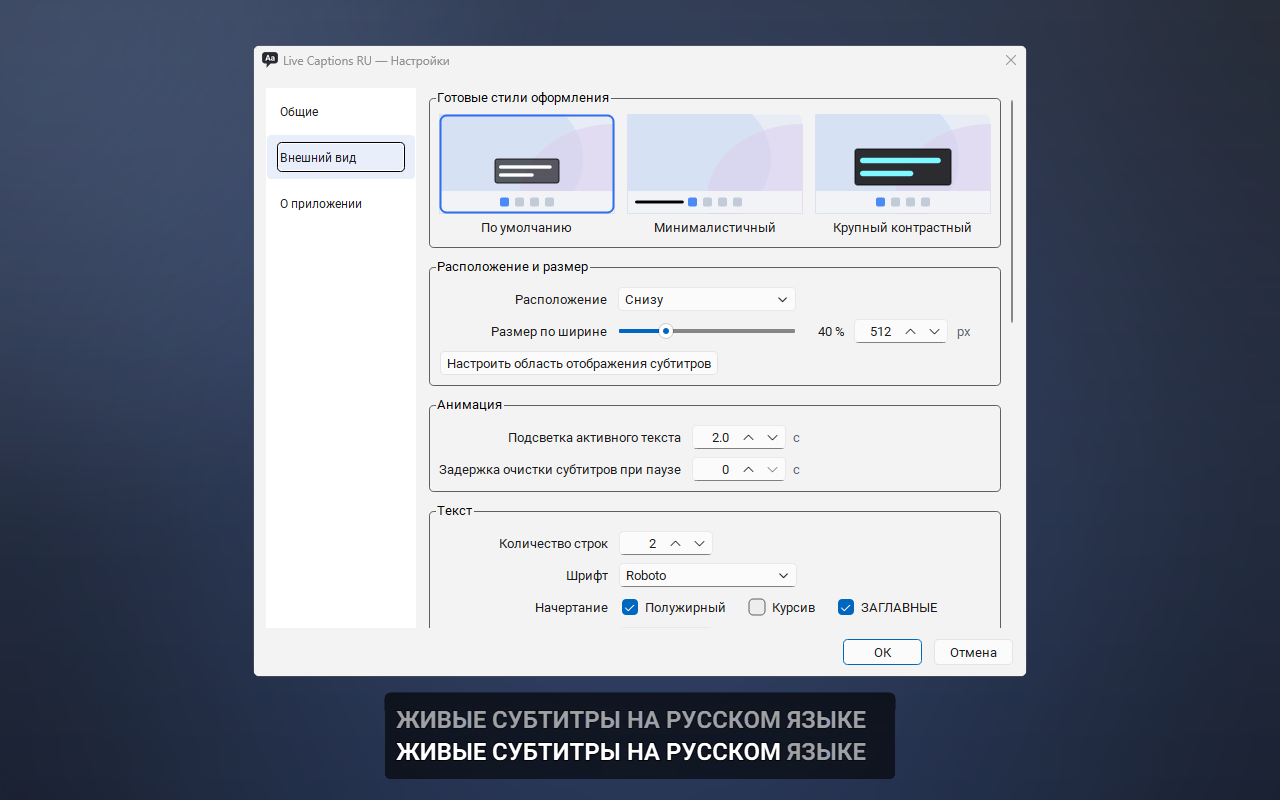 Aa Live Captions RU — Настройки
Общие
Внешний вид
О приложении
Готовые стили оформления
По умолчанию Минималистичный Крупный контрастный
Расположение и размер
Расположение Снизу
Размер по ширине 40 % 512 px
Настроить область отображения субтитров
Анимация
Подсветка активного текста 2.0 с
Задержка очистки субтитров при паузе 0 с
Текст
Количество строк 2
Шрифт Roboto
Начертание Полужирный Курсив ЗАГЛАВНЫЕ
ОК Отмена
ЖИВЫЕ СУБТИТРЫ НА РУССКОМ ЯЗЫКЕ
ЖИВЫЕ СУБТИТРЫ НА РУССКОМ ЯЗЫКЕ